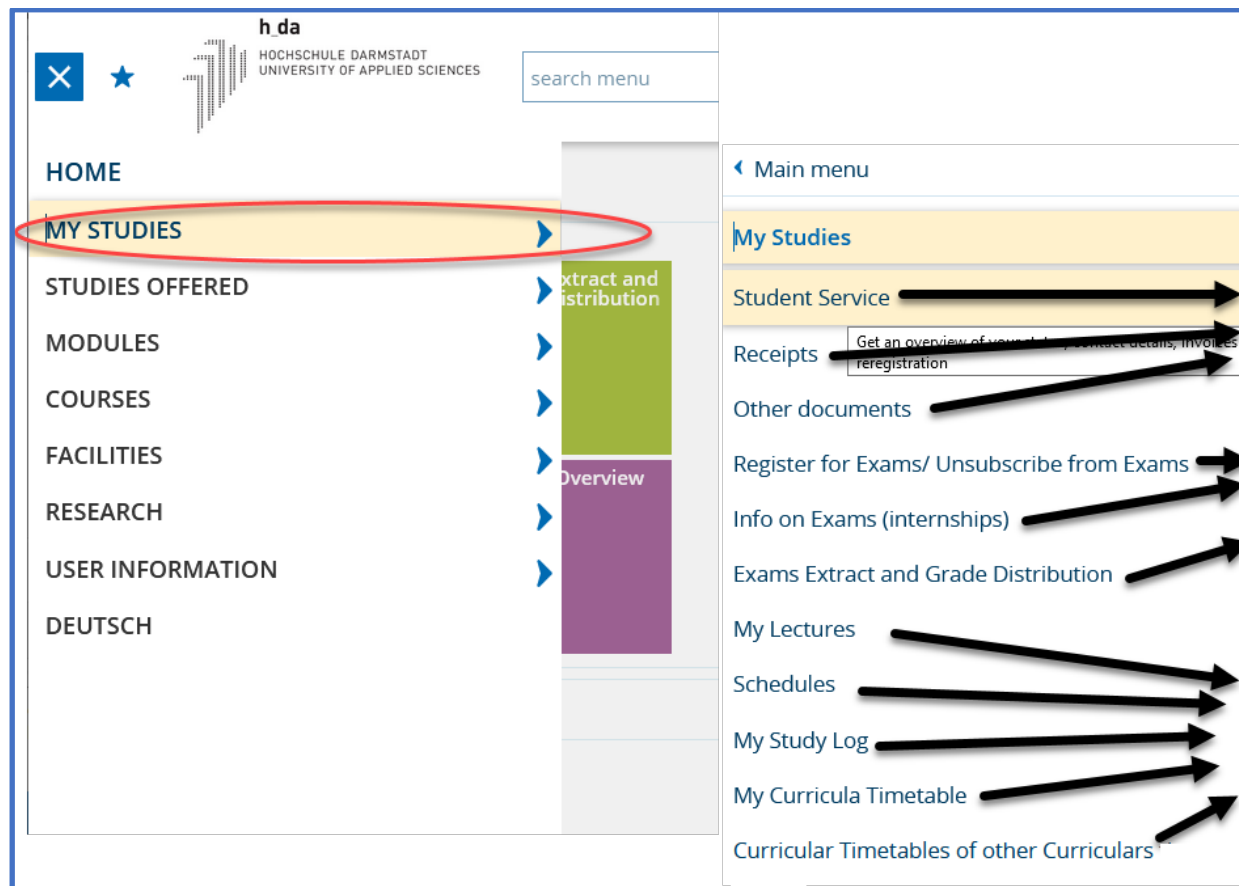 h_da
HOCHSCHULE DARMSTADT
UNIVERSITY OF APPLIED SCIENCES
search menu
HOME
MY STUDIES
STUDIES OFFERED
MODULES
COURSES
FACILITIES
RESEARCH
USER INFORMATION
DEUTSCH
xtract and
istribution
Overview
Main menu
My Studies
Student Service
Receipts
Get an overview of your contact details, invoices
reregistration
Other documents
Register for Exams/ Unsubscribe from Exams
Info on Exams (internships)
Exams Extract and Grade Distribution
My Lectures
Schedules
My Study Log
My Curricula Timetable
Curricular Timetables of other Curriculars